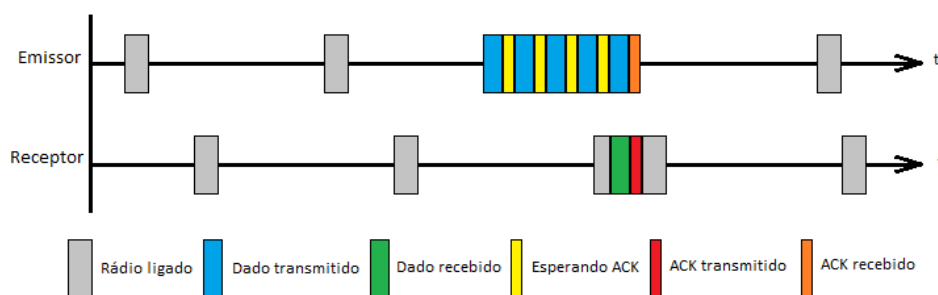 Emissor
t
Receptor
Rádio ligado
Dado transmitido
Dado recebido
Esperando ACK
ACK transmitido
ACK recebido